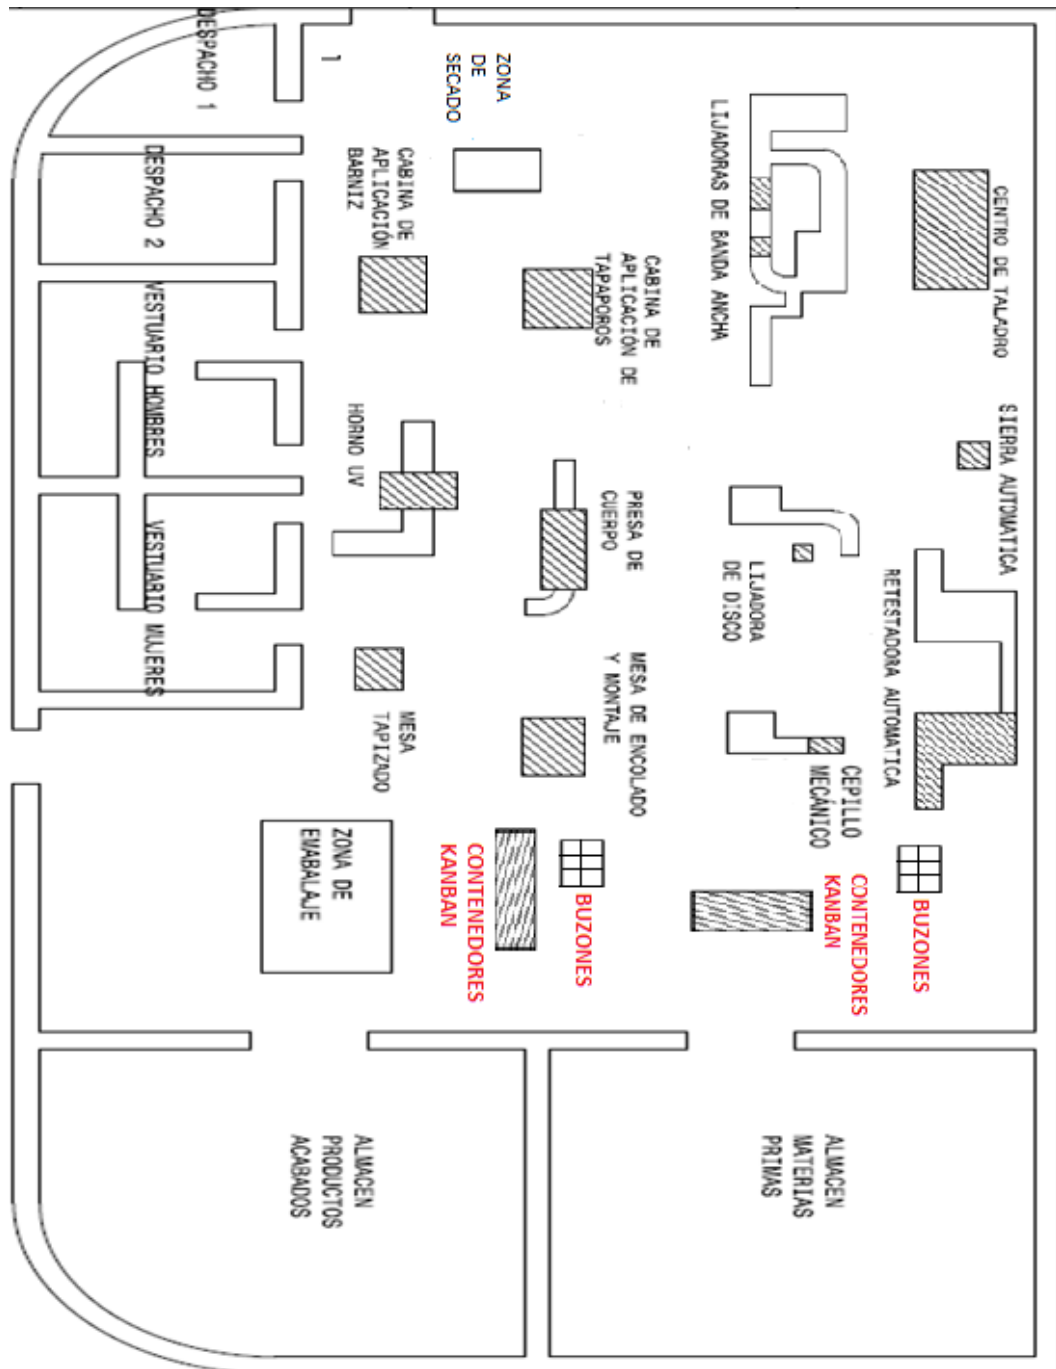 CENTRO DE TALADRO
SIERRA AUTOMATICA
RETESTADORA AUTOMATICA
BUZONES
LIJADORAS DE BANDA ANCHA
LIJADORA
DE DISCO
CEPILLO
MECÁNICO
CONTENEDORES
KANBAN
ALMACEN
MATERIAS
PRIMAS
ZONA
DE
SECADO
CABINA DE
APLICACIÓN DE
TAPAPOROS
PRESA DE
CUERPO
MESA DE ENCOLADO
Y MONTAJE
BUZONES
CONTENEDORES
KANBAN
1
CABINA DE
APLICACIÓN
BARNIZ
HORNO UV
MESA
TAPIZADO
ZONA DE
EMABALAJE
ALMACEN
PRODUCTOS
ACABADOS
DESPACHO 1
DESPACHO 2
VESTUARIO HOMBRES
VESTUARIO MUJERES